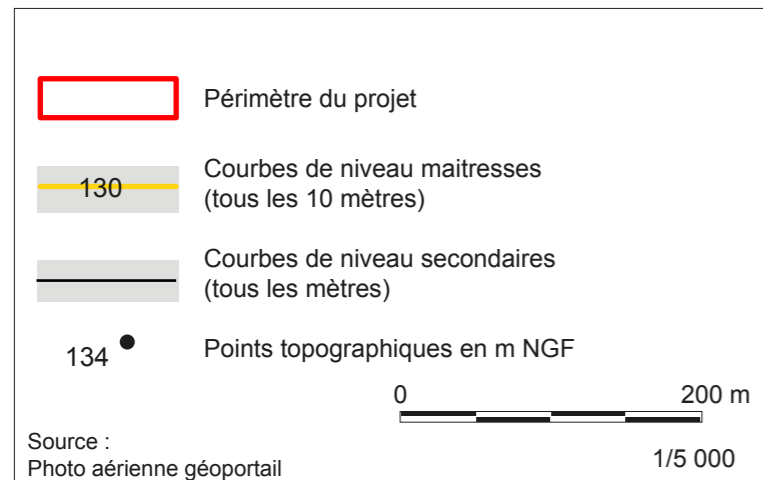 Périmètre du projet
130
Courbes de niveau maitresses
(tous les 10 mètres)
Courbes de niveau secondaires
(tous les mètres)
134
Points topographiques en m NGF
0 200 m
Source :
Photo aérienne géoportail
1/5 000